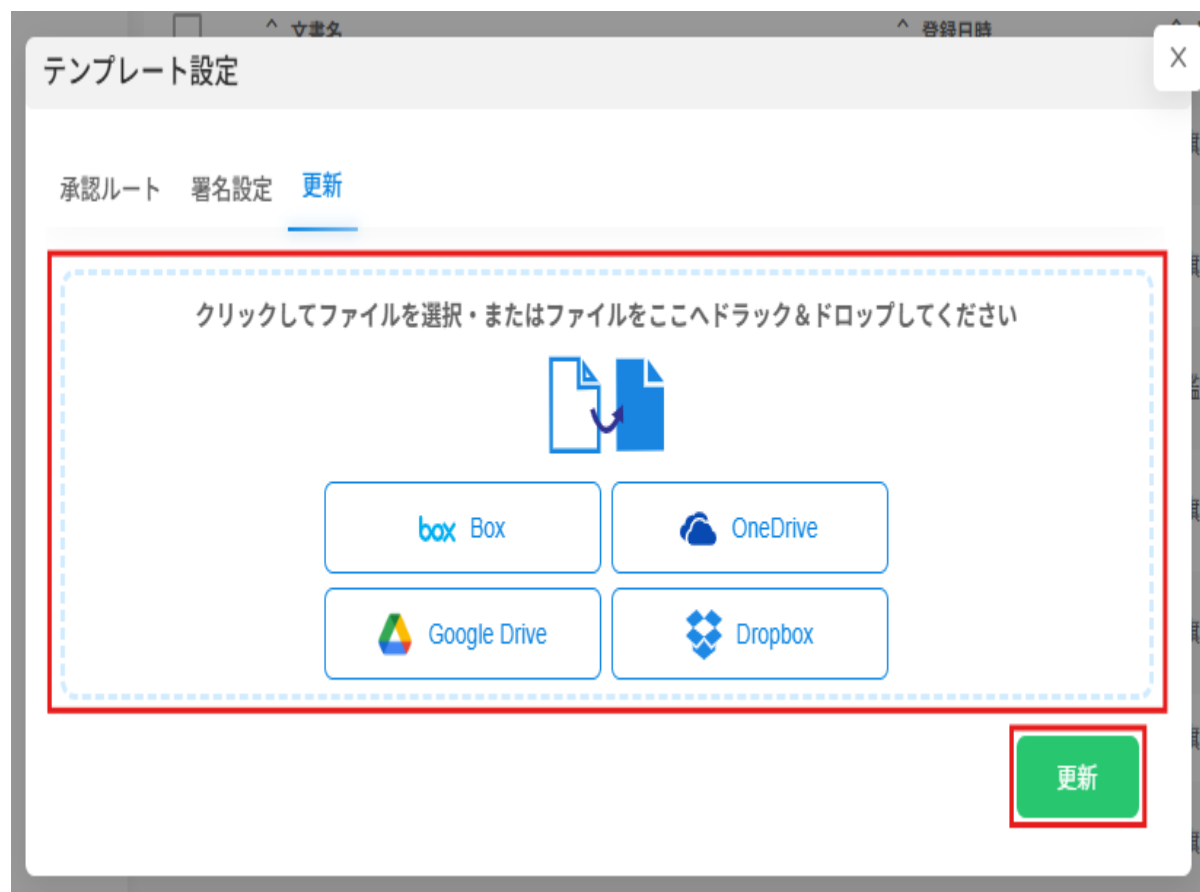 ^ 文書名 ^ 登録日時
テンプレート設定 X
承認ルート 署名設定 更新
クリックしてファイルを選択・またはファイルをここへドラック＆ドロップしてください
box Box
OneDrive
Google Drive
Dropbox
更新